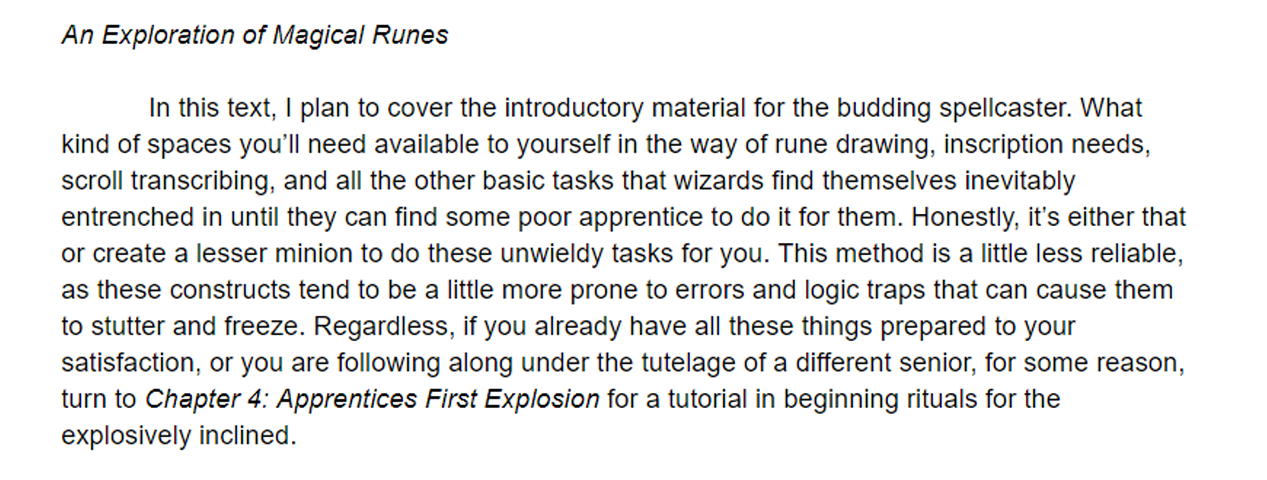 An Exploration of Magical Runes
In this text, I plan to cover the introductory material for the budding spellcaster. What
kind of spaces you’ll need available to yourself in the way of rune drawing, inscription needs,
scroll transcribing, and all the other basic tasks that wizards find themselves inevitably
entrenched in until they can find some poor apprentice to do it for them. Honestly, it’s either that
or create a lesser minion to do these unwieldy tasks for you. This method is a little less reliable,
as these constructs tend to be a little more prone to errors and logic traps that can cause them
to stutter and freeze. Regardless, if you already have all these things prepared to your
satisfaction, or you are following along under the tutelage of a different senior, for some reason,
turn to Chapter 4: Apprentices First Explosion for a tutorial in beginning rituals for the
explosively inclined.